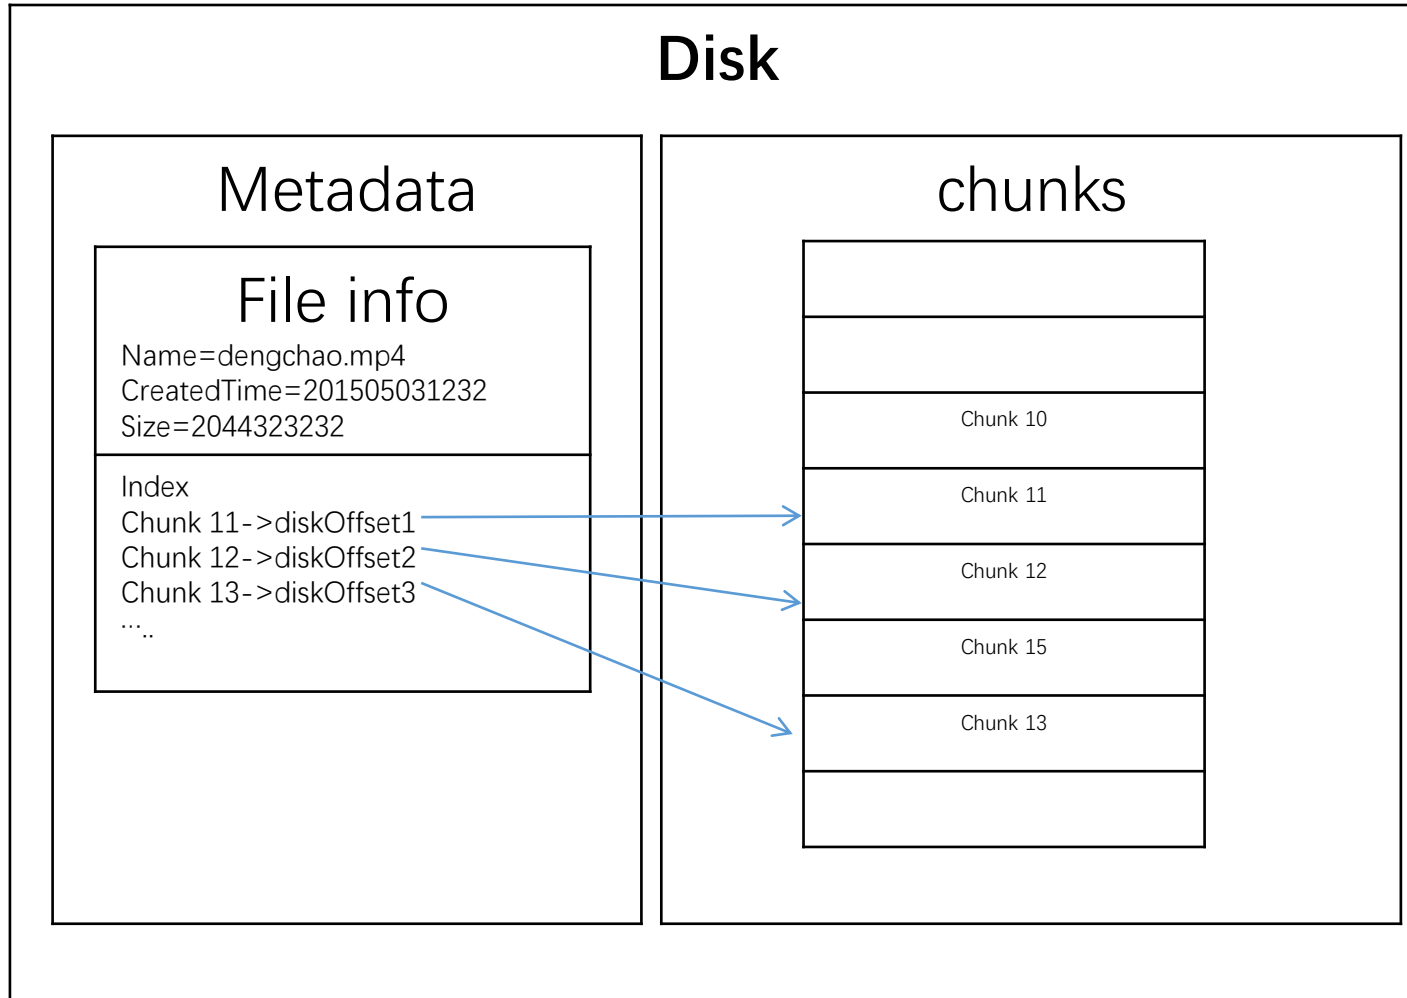 Disk
Metadata
File info
Name=dengchao.mp4
CreatedTime=201505031232
Size=2044323232
Index
Chunk 11->diskOffset1
Chunk 12->diskOffset2
Chunk 13->diskOffset3
…..
chunks
Chunk 10
Chunk 11
Chunk 12
Chunk 15
Chunk 13